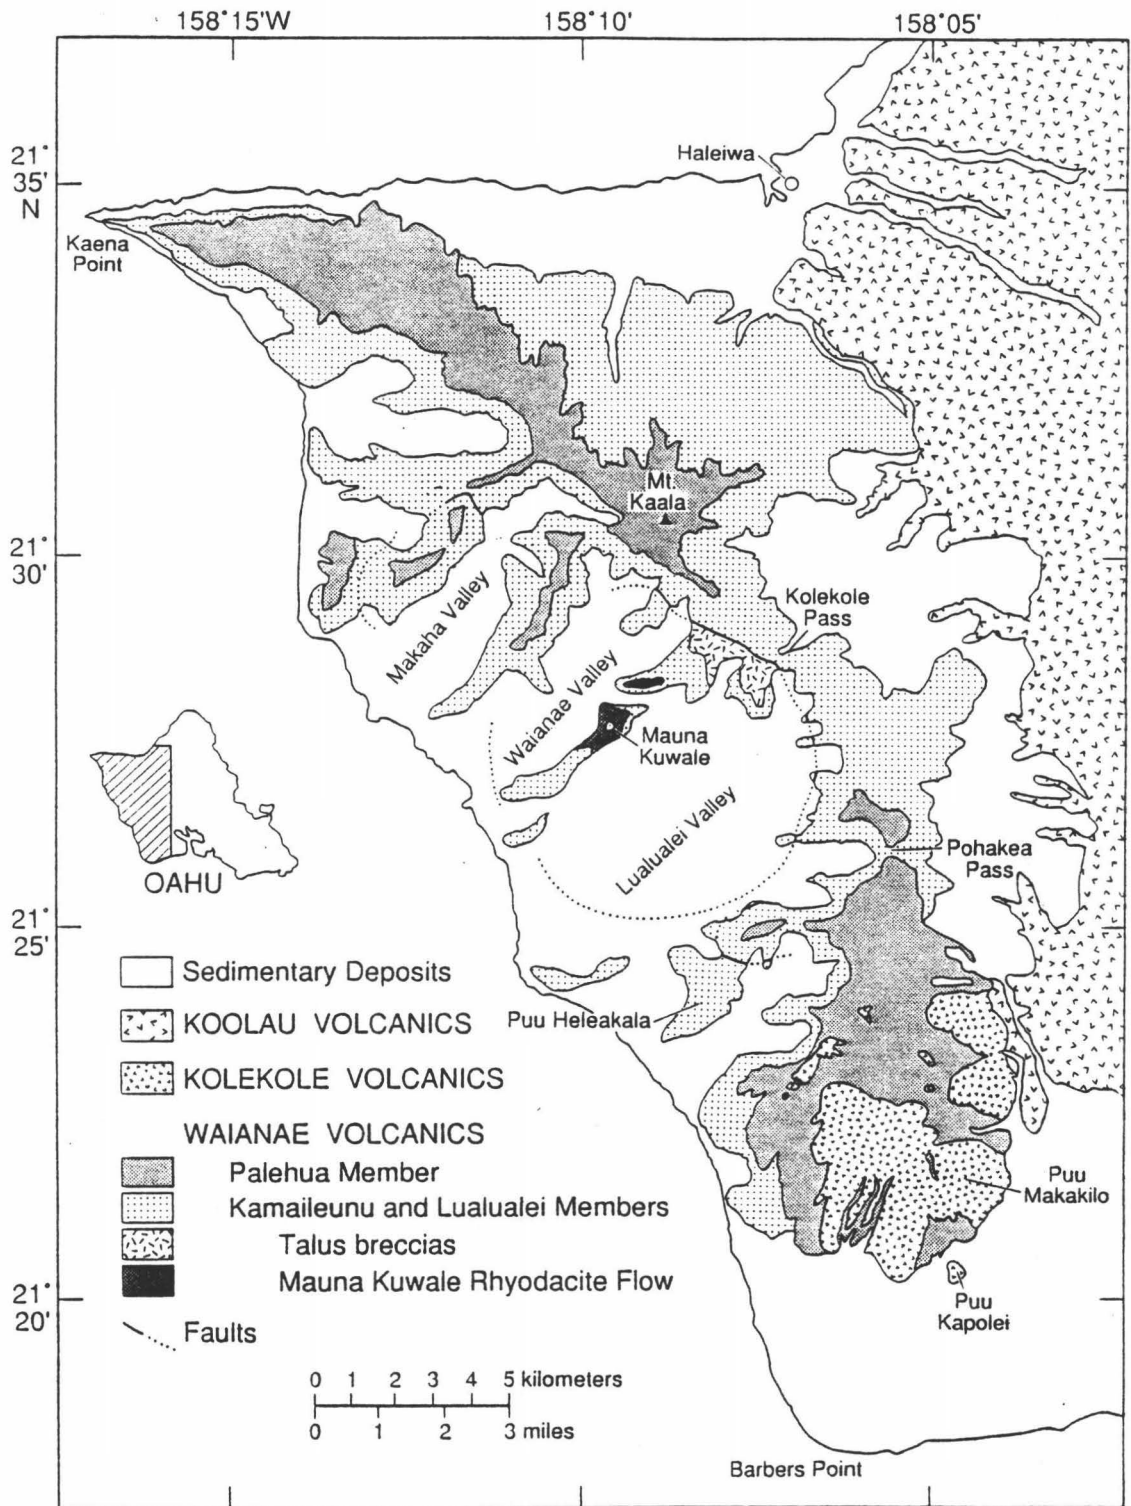 158°15'W
158°10'
158°05'
21°
35'
N
Haleiwa
Kaena
Point
Mt.
Kaala
21°
30'
Kolekole
Pass
Makaha Valley
Waianae Valley
Mauna
Kuwale
Lualualei Valley
Pohakea
Pass
OAHU
21°
25'
Sedimentary Deposits
Puu Heleakala
KOOLAU VOLCANICS
KOLEKOLE VOLCANICS
WAIANAE VOLCANICS
Palehua Member
Kamaileunu and Lualualei Members
Talus breccias
Mauna Kuwale Rhyodacite Flow
Puu
Makakilo
21°
20'
Puu
Kapolei
Faults
0 1 2 3 4 5 kilometers
0 1 2 3 miles
Barbers Point